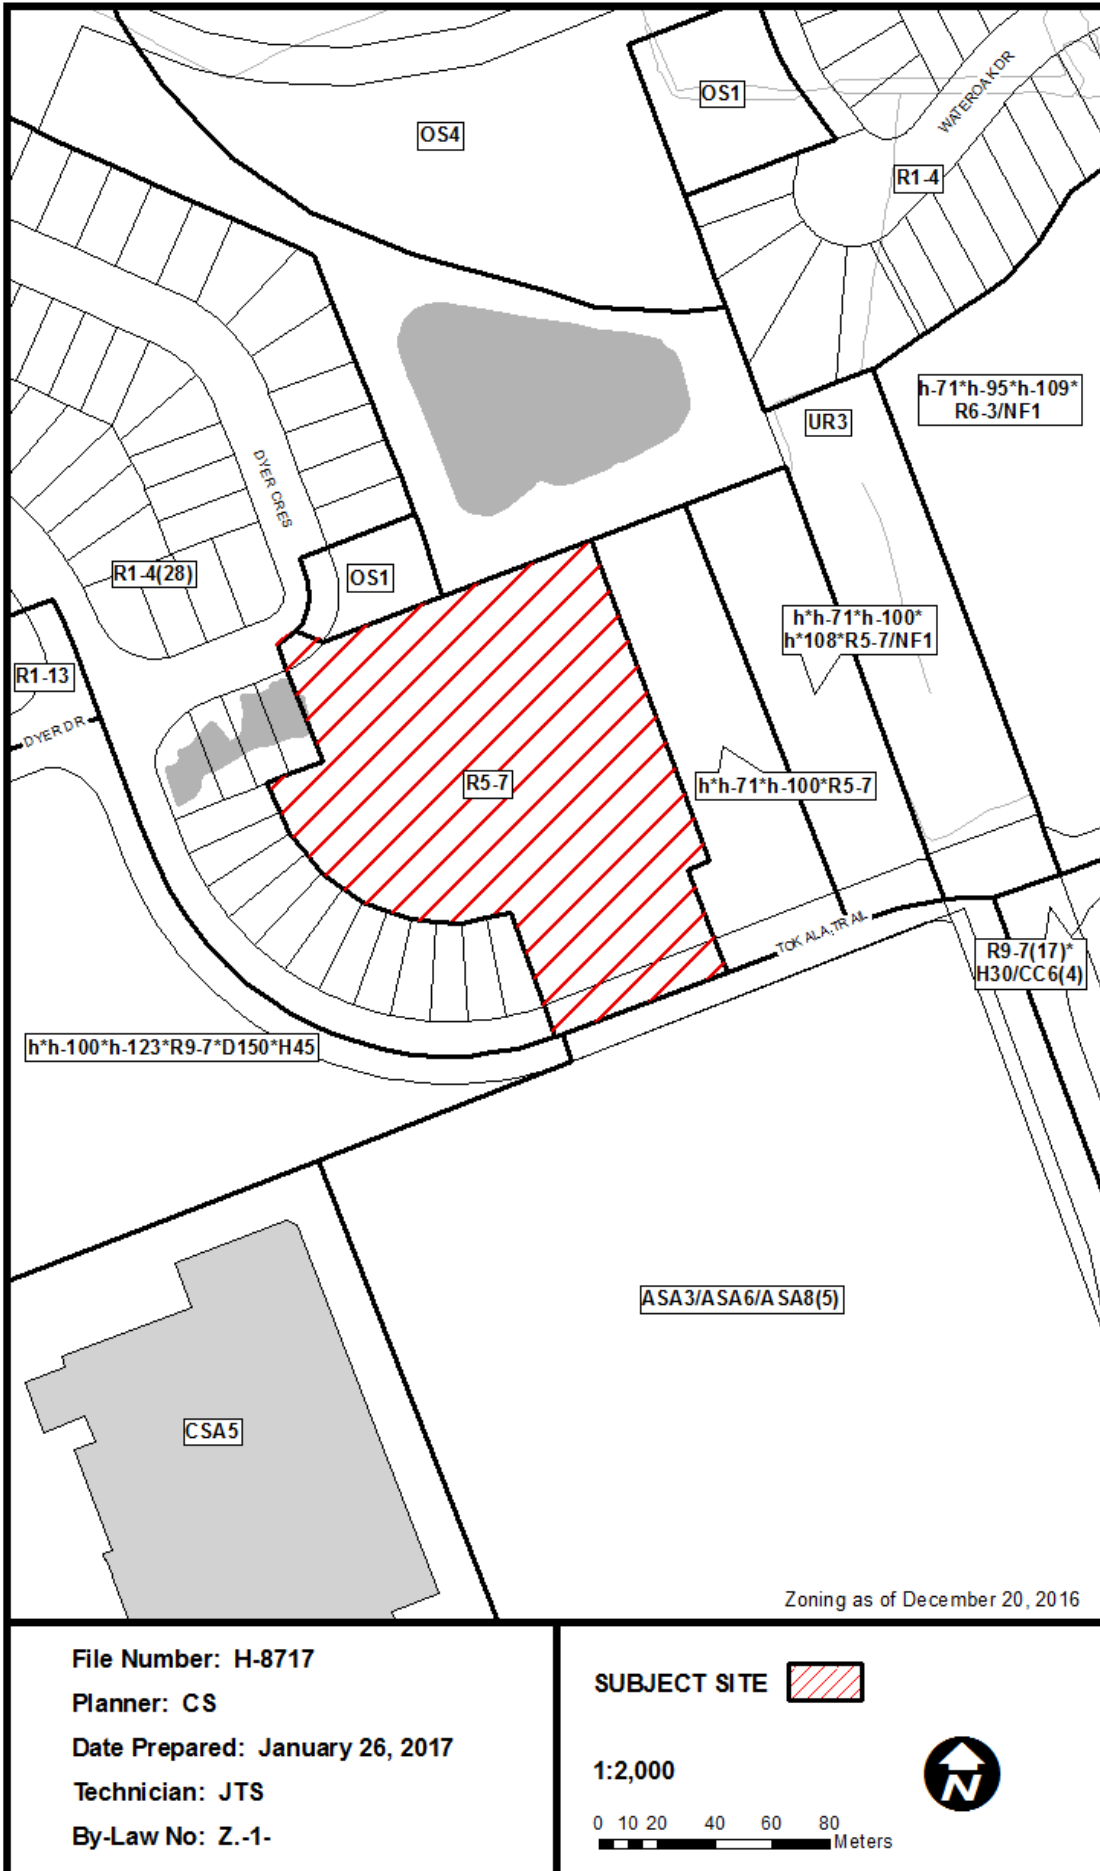 OS1
WATEROAK DR
OS4
R1-4
h-71*h-95*h-109*
R6-3/NF1
UR3
DYER CRES
R1-4(28)
OS1
h*h-71*h-100*
h*108*R5-7/NF1
R1-13
DYER DR
R5-7
h*h-71*h-100*R5-7
TOKALA TRAIL
R9-7(17)*
H30/CC6(4)
h*h-100*h-123*R9-7*D150*H45
ASA3/ASA6/ASA8(5)
CSA5
Zoning as of December 20, 2016
File Number: H-8717
Planner: CS
Date Prepared: January 26, 2017
Technician: JTS
By-Law No: Z.-1-
SUBJECT SITE
1:2,000
N
0 10 20 40 60 80
Meters